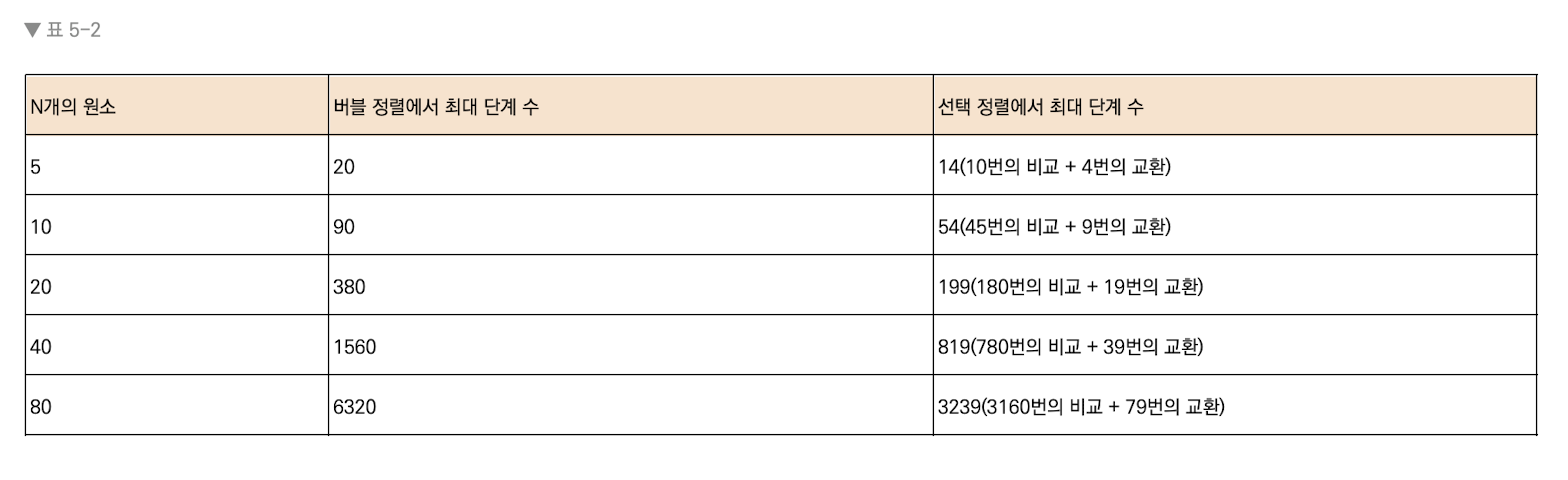 ▼ 표 5-2
N개의 원소 버블 정렬에서 최대 단계 수 선택 정렬에서 최대 단계 수
5 20 14(10번의 비교 + 4번의 교환)
10 90 54(45번의 비교 + 9번의 교환)
20 380 199(180번의 비교 + 19번의 교환)
40 1560 819(780번의 비교 + 39번의 교환)
80 6320 3239(3160번의 비교 + 79번의 교환)